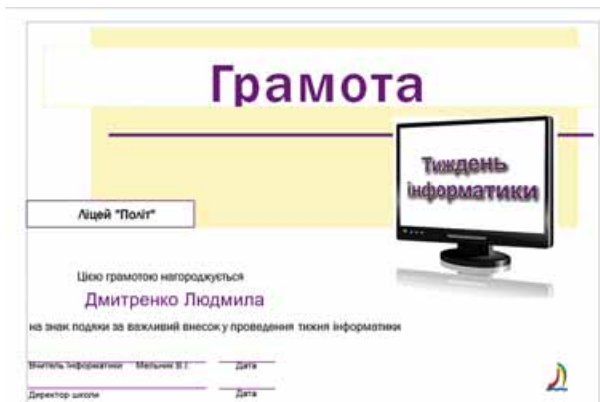 Грамота
Тиждень
інформатики
Ліцей "Політ"
Цією грамотою нагороджується
Дмитренко Людмила
на знак подяки за важливий внесок у проведення тижня інформатики
Вчитель інформатики Мельник В.І. Дата
Директор школи Дата